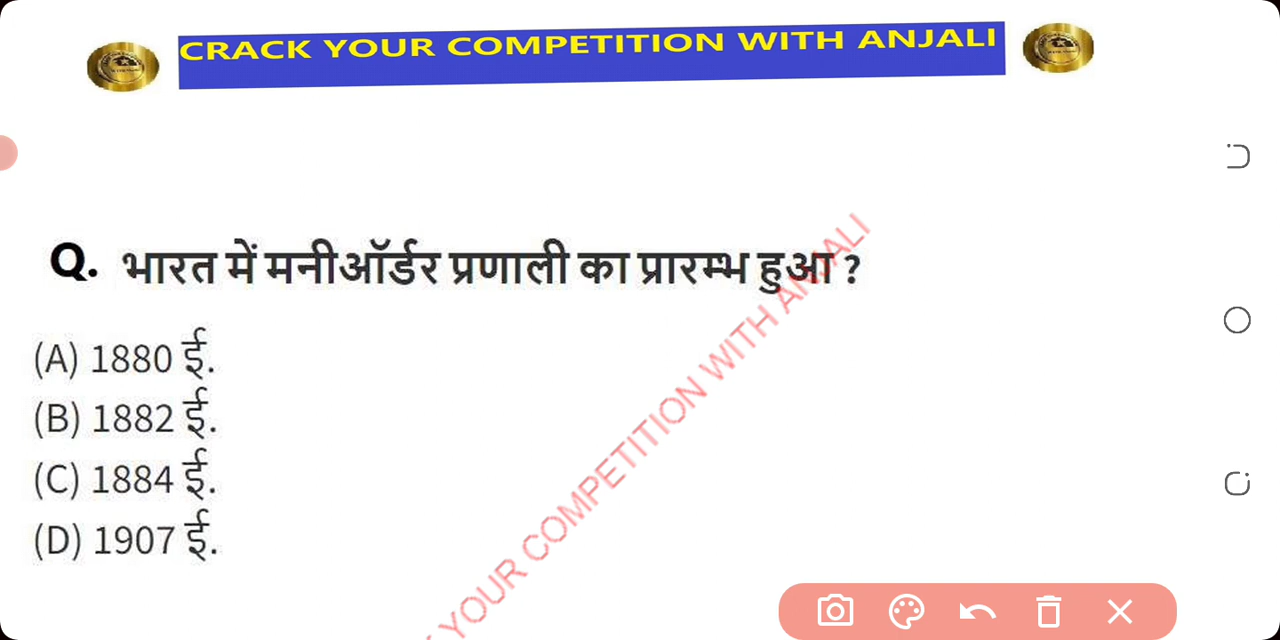 CRACK YOUR COMPETITION WITH ANJALI
Q. भारत में मनीऑर्डर प्रणाली का प्रारम्भ हुआ ?
(A) 1880 ई.
(B) 1882 ई.
(C) 1884 ई.
(D) 1907 ई.
YOUR COMPETITION WITH ANJALI